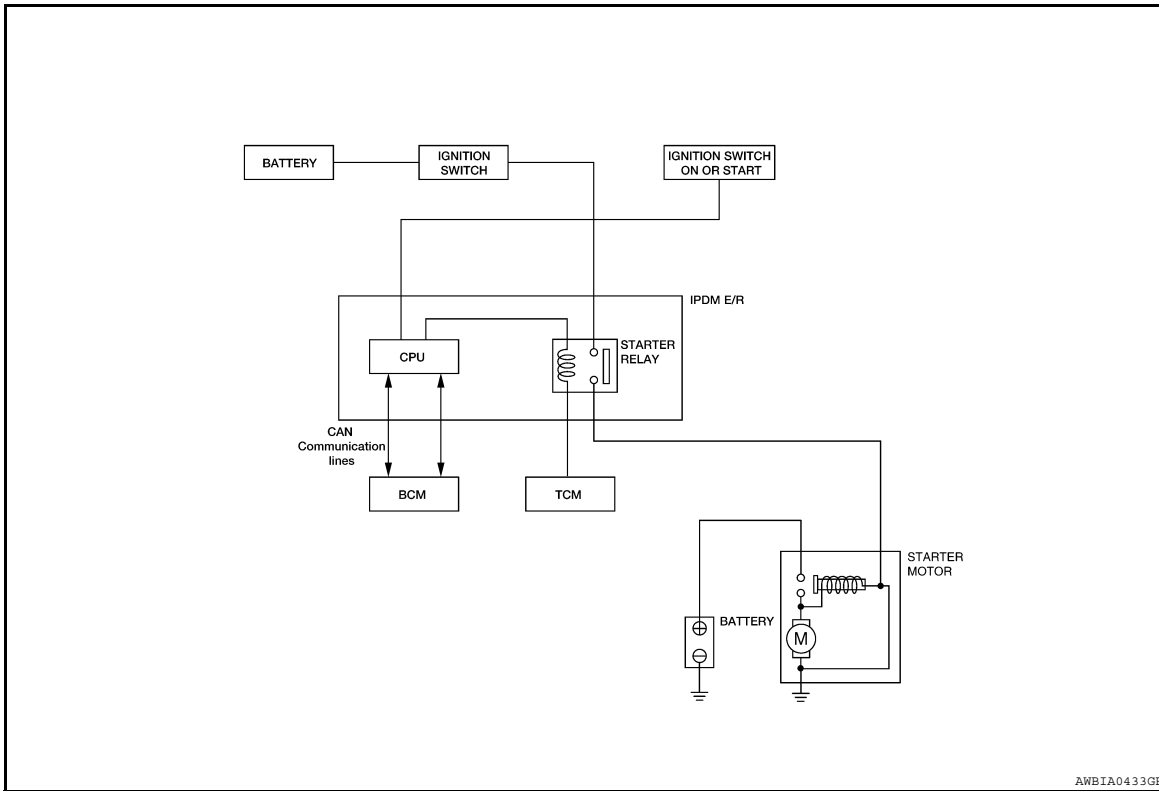 BATTERY
IGNITION
SWITCH
IGNITION SWITCH
ON OR START
IPDM E/R
CPU
STARTER
RELAY
CAN
Communication
lines
BCM
TCM
STARTER
MOTOR
BATTERY
M
AWBIA0433GB